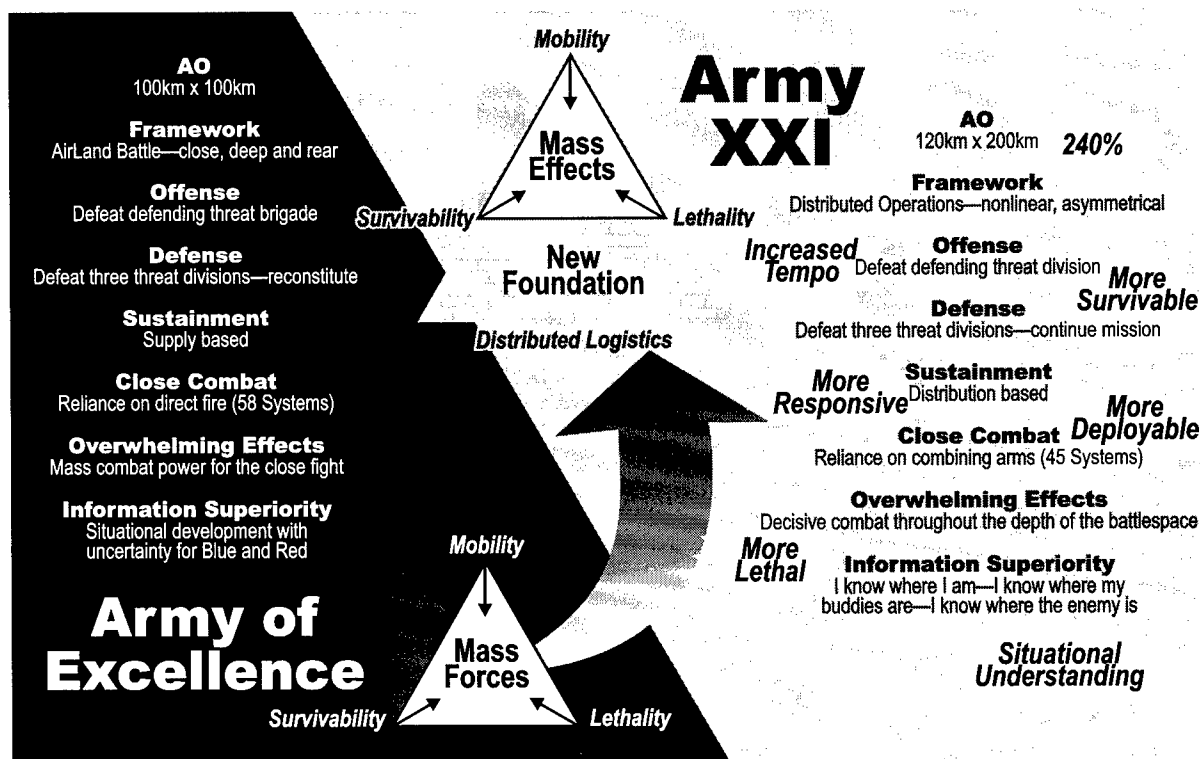 AO
100km x 100km
Framework
AirLand Battle—close, deep and rear
Offense
Defeat defending threat brigade
Defense
Defeat three threat divisions—reconstitute
Sustainment
Supply based
Close Combat
Reliance on direct fire (58 Systems)
Overwhelming Effects
Mass combat power for the close fight
Information Superiority
Situational development with
uncertainty for Blue and Red
Army of
Excellence
Mobility
Mass
Forces
Survivability
Lethality
Mobility
Mass
Effects
Survivability
Lethality
New
Foundation
Distributed Logistics
Army
XXI
AO
120km x 200km
240%
Framework
Distributed Operations—nonlinear, asymmetrical
Increased
Tempo
Offense
Defeat defending threat division
More
Survivable
Defense
Defeat three threat divisions—continue mission
More
Responsive
Sustainment
Distribution based
More
Deployable
Close Combat
Reliance on combining arms (45 Systems)
Overwhelming Effects
Decisive combat throughout the depth of the battlespace
More
Lethal
Information Superiority
I know where I am—I know where my
buddies are—I know where the enemy is
Situational
Understanding